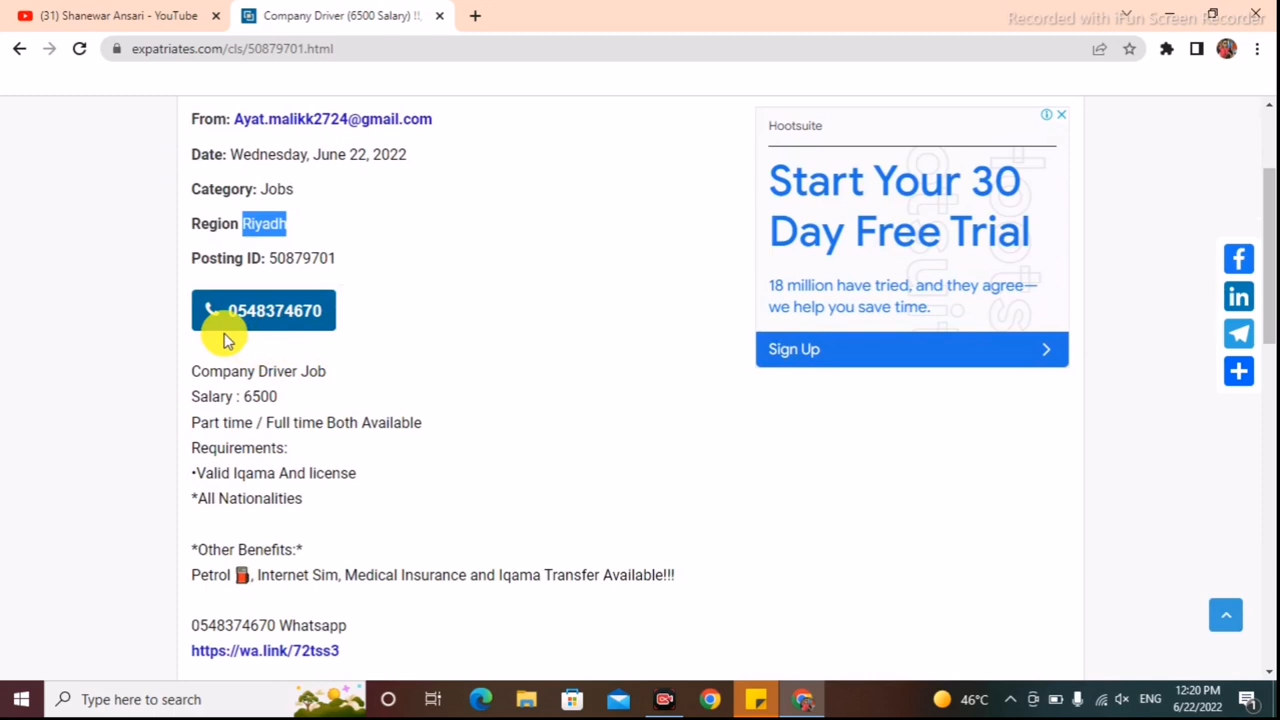 (31) Shanewar Ansari - YouTube
Company Driver (6500 Salary) !!,
Recorded with iFun Screen Recorder
expatriates.com/cls/50879701.html
From: Ayat.malikk2724@gmail.com
Date: Wednesday, June 22, 2022
Category: Jobs
Region Riyadh
Posting ID: 50879701
0548374670
Company Driver Job
Salary : 6500
Part time / Full time Both Available
Requirements:
•Valid Iqama And license
*All Nationalities
*Other Benefits:*
Petrol ⛽, Internet Sim, Medical Insurance and Iqama Transfer Available!!!
0548374670 Whatsapp
https://wa.link/72tss3
Hootsuite
Start Your 30
Day Free Trial
18 million have tried, and they agree—
we help you save time.
Sign Up
Type here to search
46°C
ENG
12:20 PM
6/22/2022
1